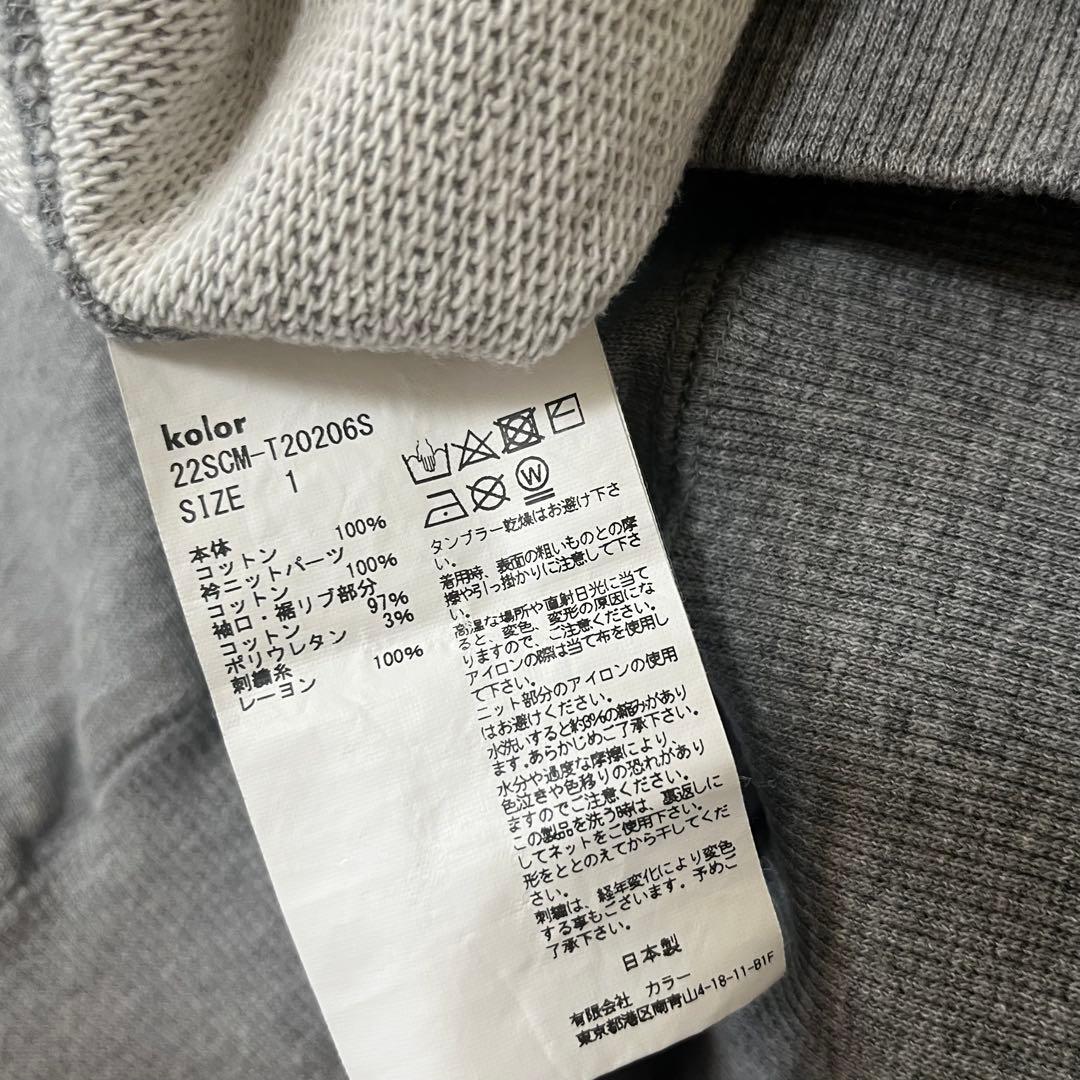 kolor
22SCM-T20206S
SIZE 1
本体
コットン 100%
衿ニットパーツ
コットン 100%
袖口・裾リブ部分
コットン 97%
ポリウレタン 3%
刺繍糸
レーヨン 100%
W
タンブラー乾燥はお避け下さ
い。
着用時、表面の粗いものとの摩
擦や引っ掛かりに注意して下さ
い。
高温な場所や直射日光に当て
ると、変色、変形の原因にな
りますので、ご注意ください。
アイロンの際は当て布を使用し
て下さい。
ニット部分のアイロンの使用
はお避けください。
水洗いすると約3%の縮みがあり
ます。あらかじめご了承下さい。
水分や過度な摩擦により、
色泣きや色移りの恐れがあり
ますのでご注意ください。
この製品を洗う時は、裏返しに
してネットをご使用下さい。
形をととのえてから干してくだ
さい。
刺繍は、経年変化により変色
する事もございます。予めご
了承下さい。
日本製
有限会社 カラー
東京都港区南青山4-18-11-B1F